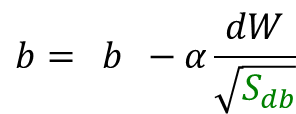 b = b − α dW / √S_db